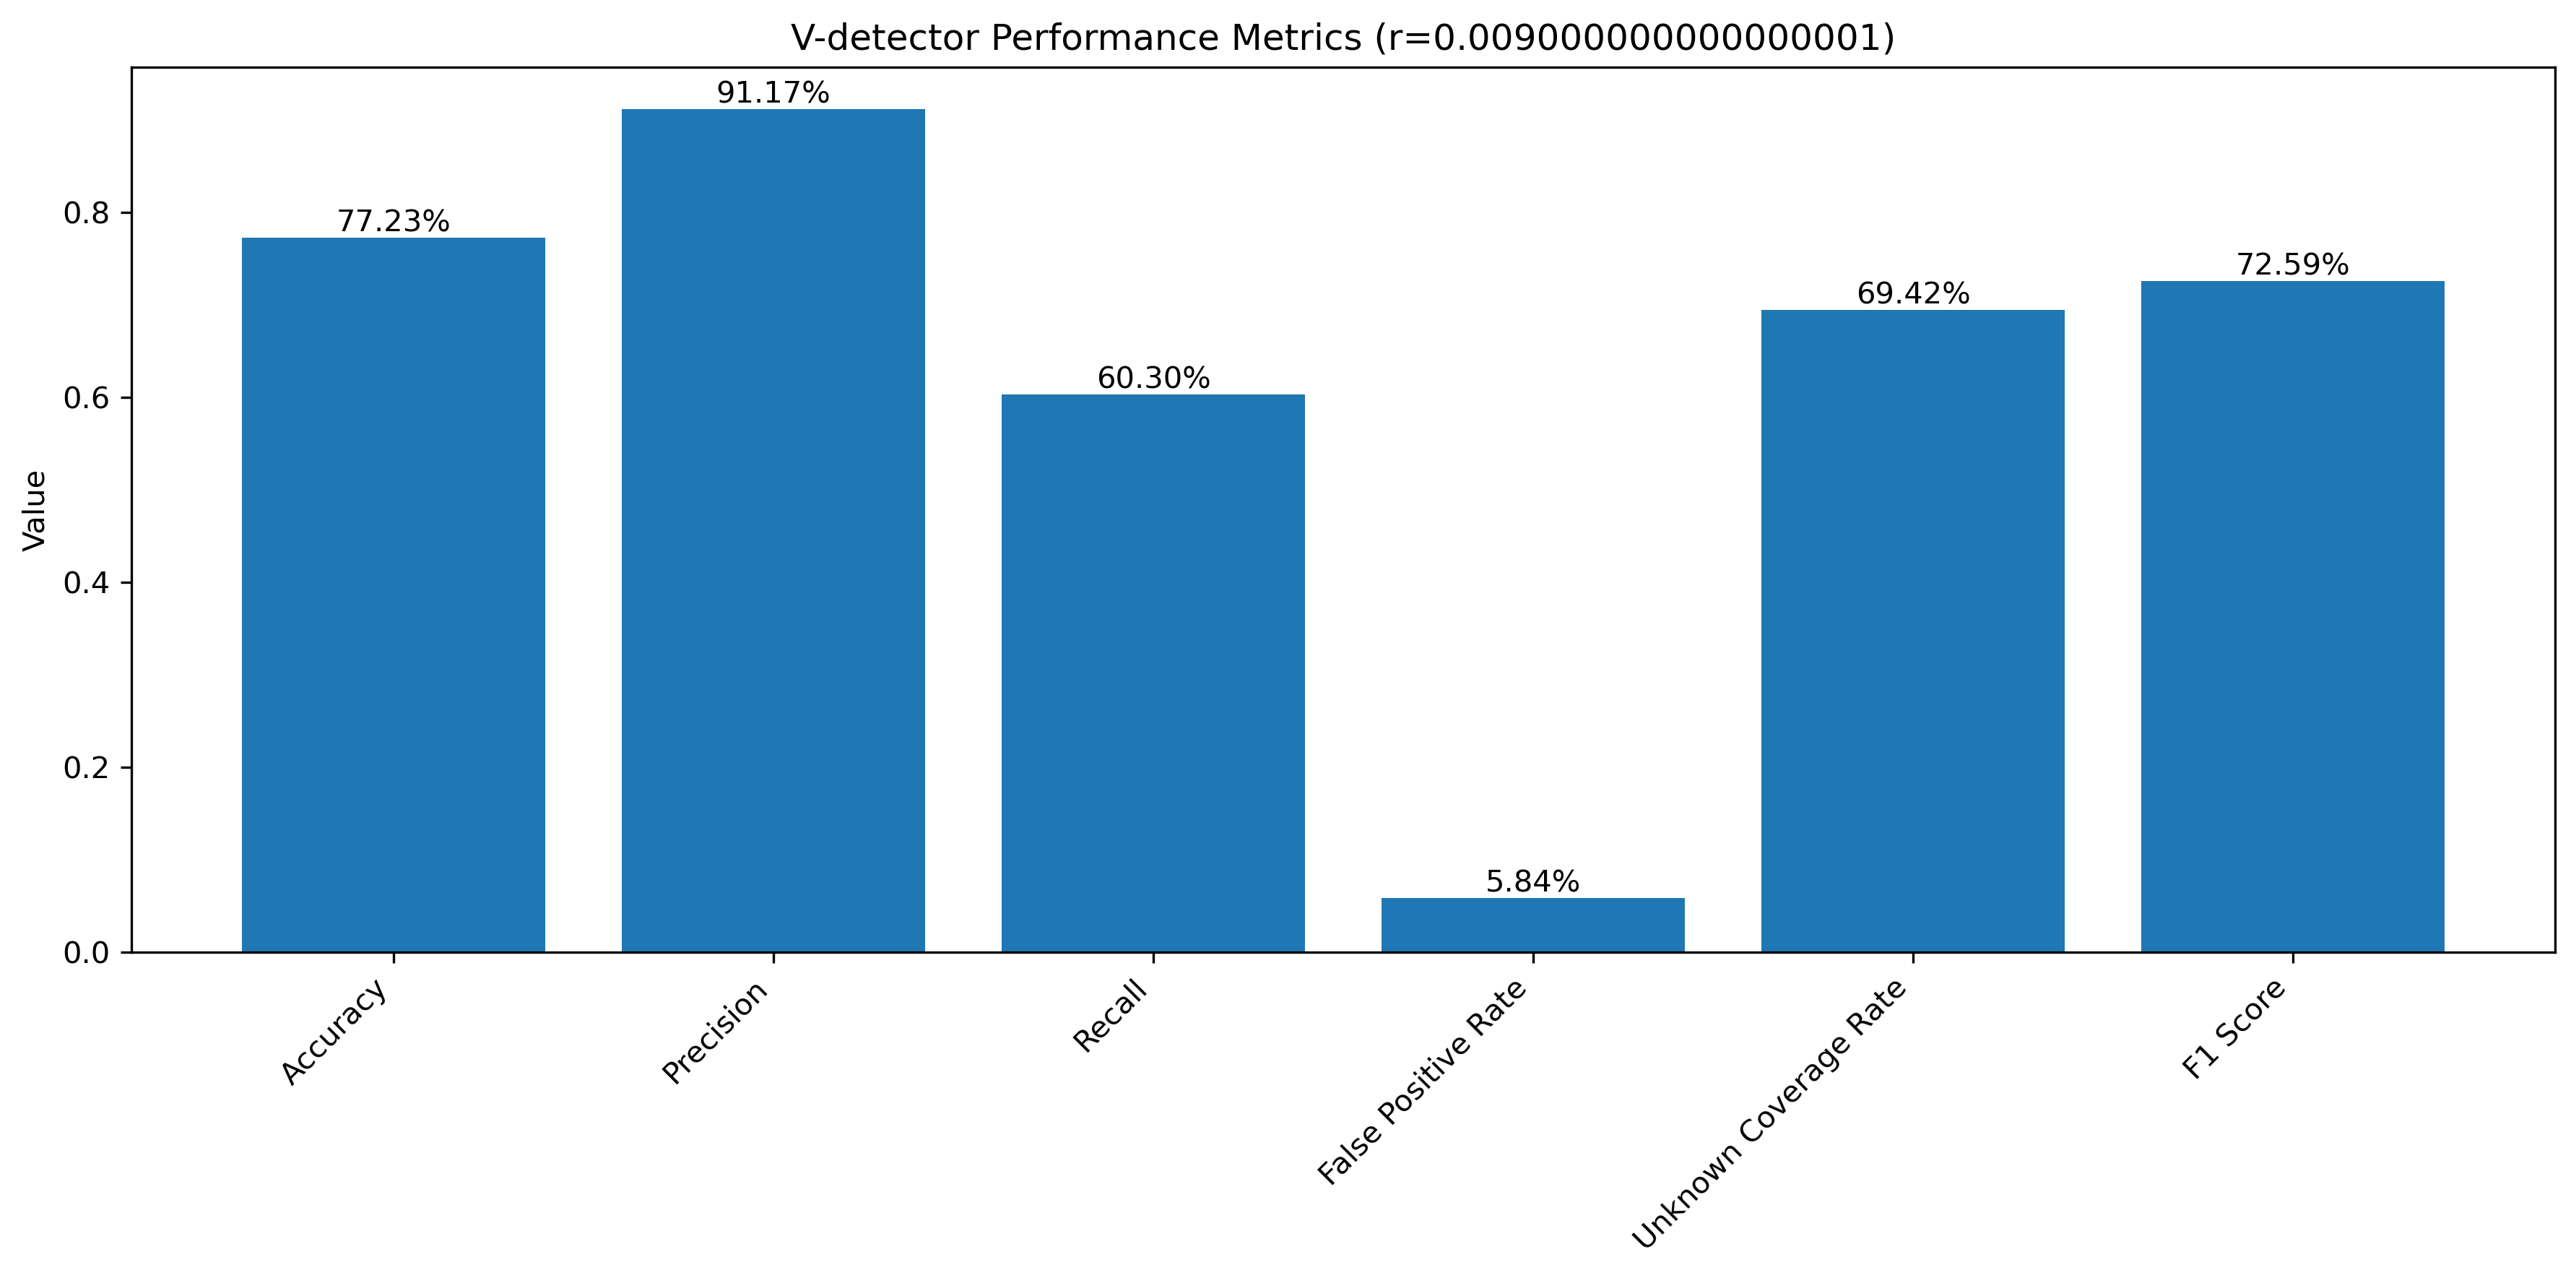 V-detector Performance Metrics (r=0.009000000000000001)
91.17%
77.23%
72.59%
69.42%
60.30%
5.84%
Value
0.8
0.6
0.4
0.2
0.0
Accuracy
Precision
Recall
False Positive Rate
Unknown Coverage Rate
F1 Score